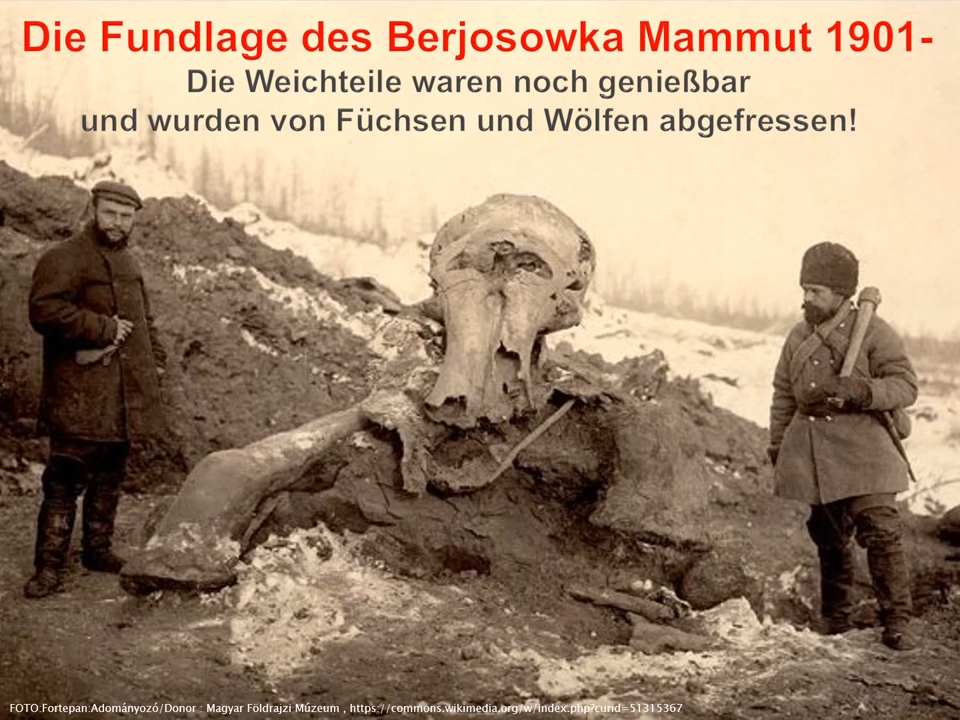 Die Fundlage des Berjosowka Mammut 1901-
Die Weichteile waren noch genießbar
und wurden von Füchsen und Wölfen abgefressen!
FOTO:Fortepan:Adományozó/Donor : Magyar Földrajzi Múzeum , https://commons.wikimedia.org/w/index.php?curid=51315367